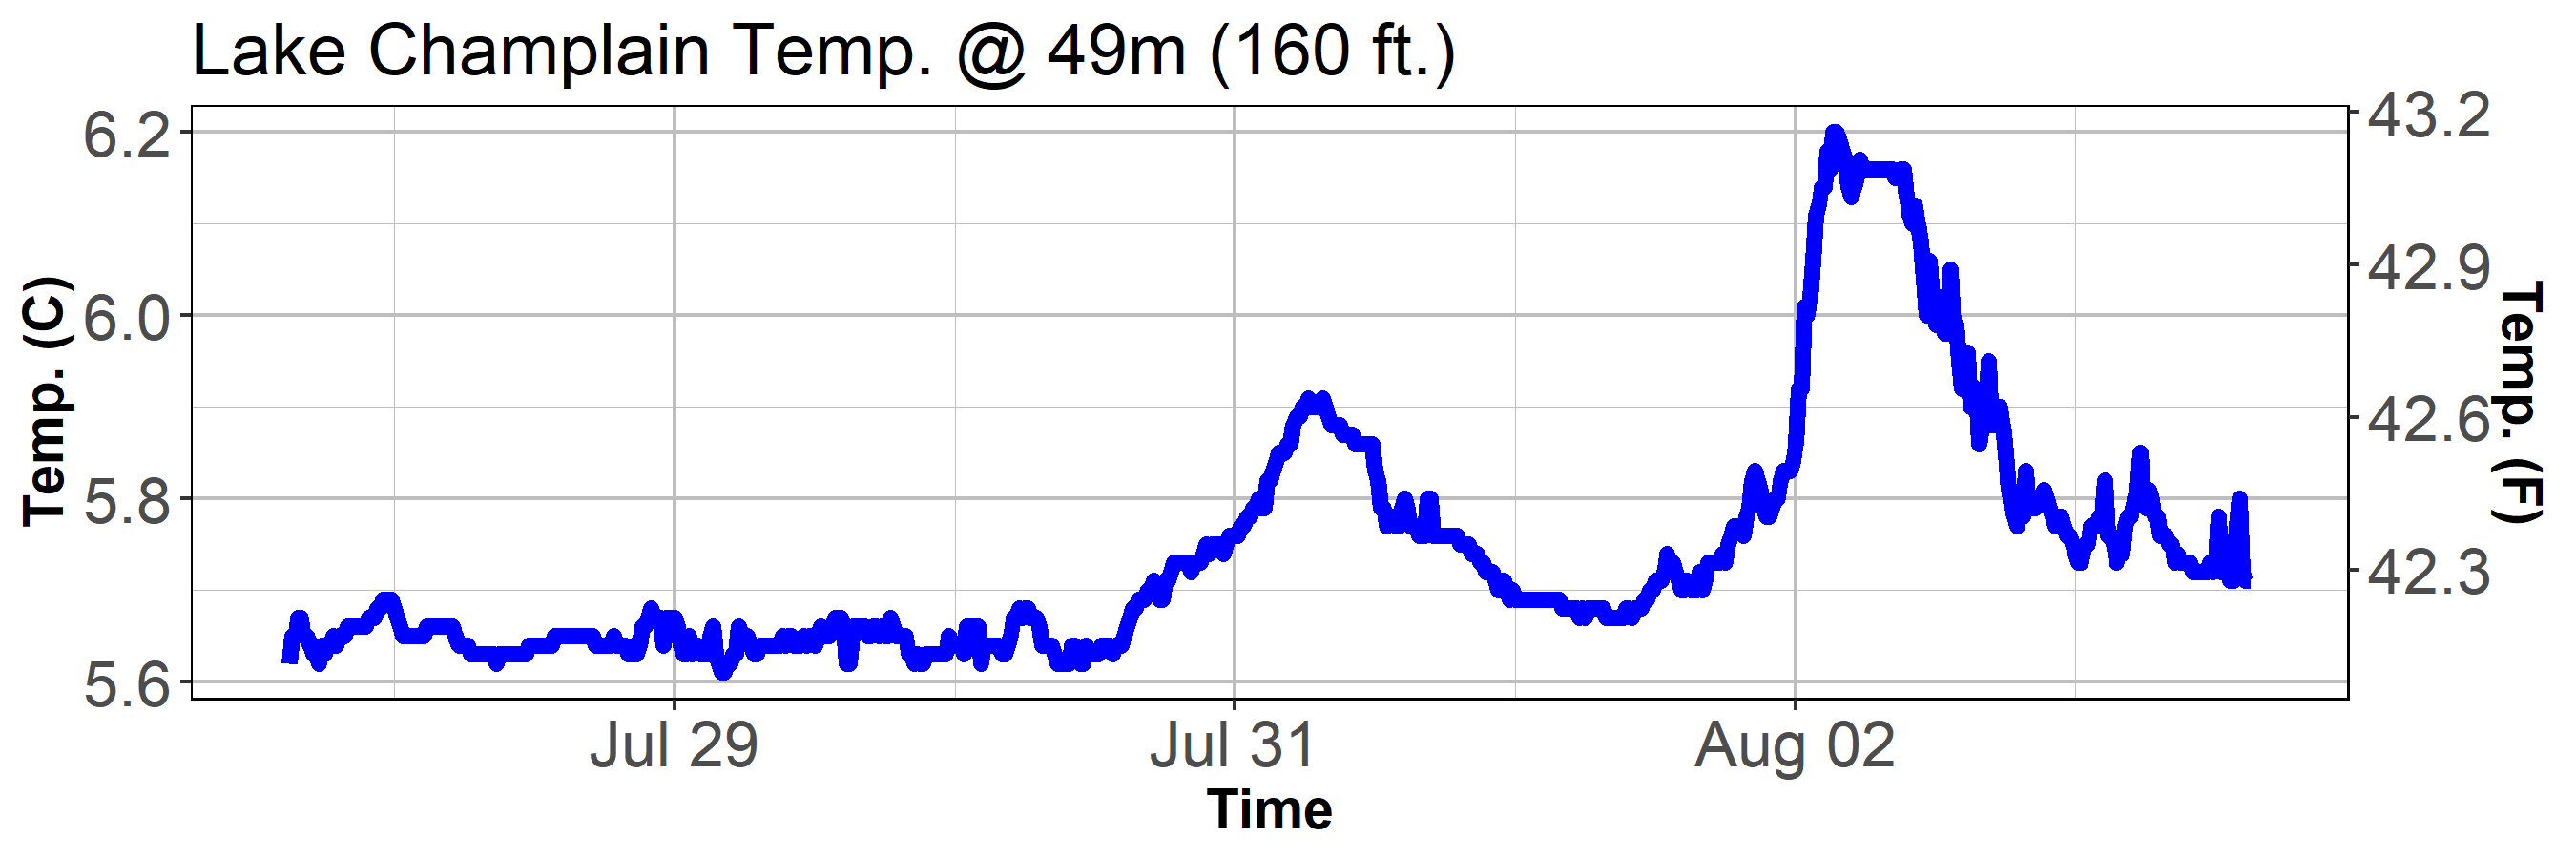 Lake Champlain Temp. @ 49m (160 ft.)
6.2
6.0
5.8
5.6
Temp. (C)
43.2
42.9
42.6
42.3
Temp. (F)
Jul 29 Jul 31 Aug 02
Time